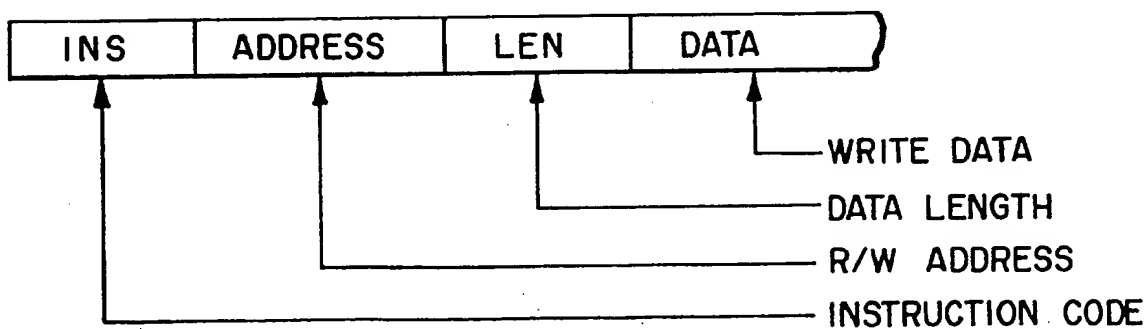 INS ADDRESS LEN DATA
WRITE DATA
DATA LENGTH
R/W ADDRESS
INSTRUCTION CODE